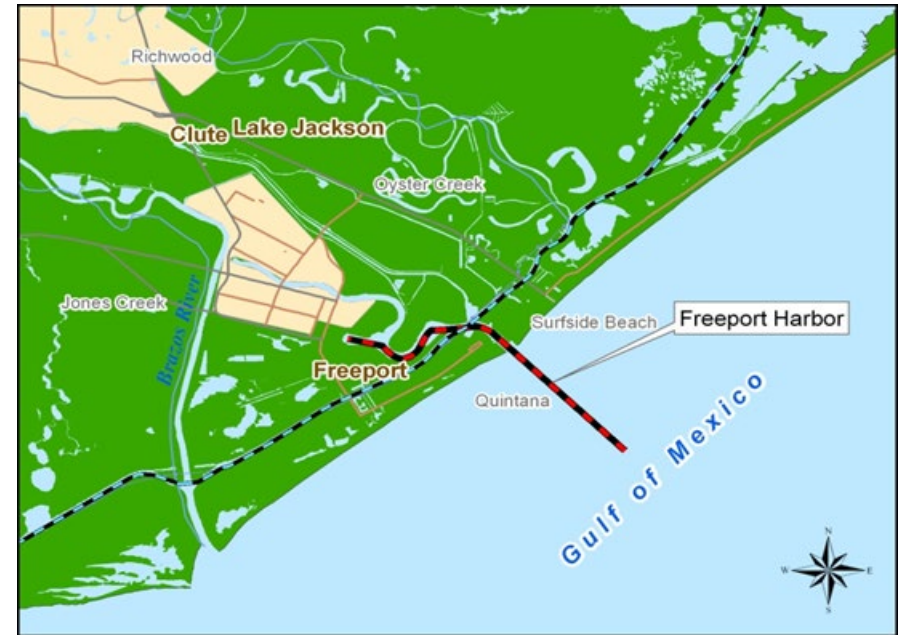 Richwood
Clute
Lake Jackson
Oyster Creek
Jones Creek
Brazos River
Surfside Beach
Freeport Harbor
Freeport
Quintana
Gulf of Mexico
N
W
E
S